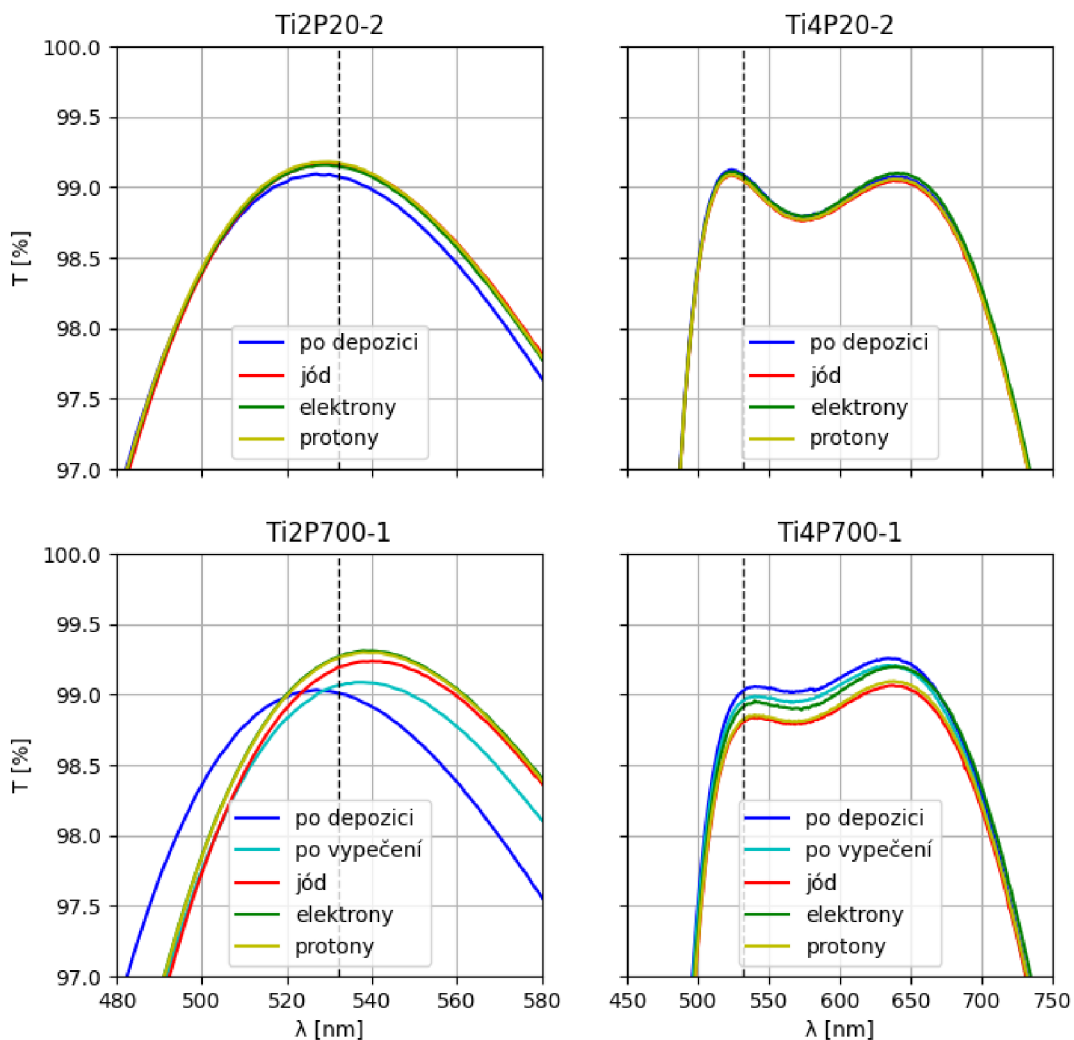 Ti2P20-2
100.0
99.5
99.0
98.5
98.0
97.5
97.0
T [%]
po depozici
jód
elektrony
protony
Ti4P20-2
po depozici
jód
elektrony
protony
Ti2P700-1
100.0
99.5
99.0
98.5
98.0
97.5
97.0
T [%]
po depozici
po vypečení
jód
elektrony
protony
480 500 520 540 560 580
λ [nm]
Ti4P700-1
po depozici
po vypečení
jód
elektrony
protony
450 500 550 600 650 700 750
λ [nm]